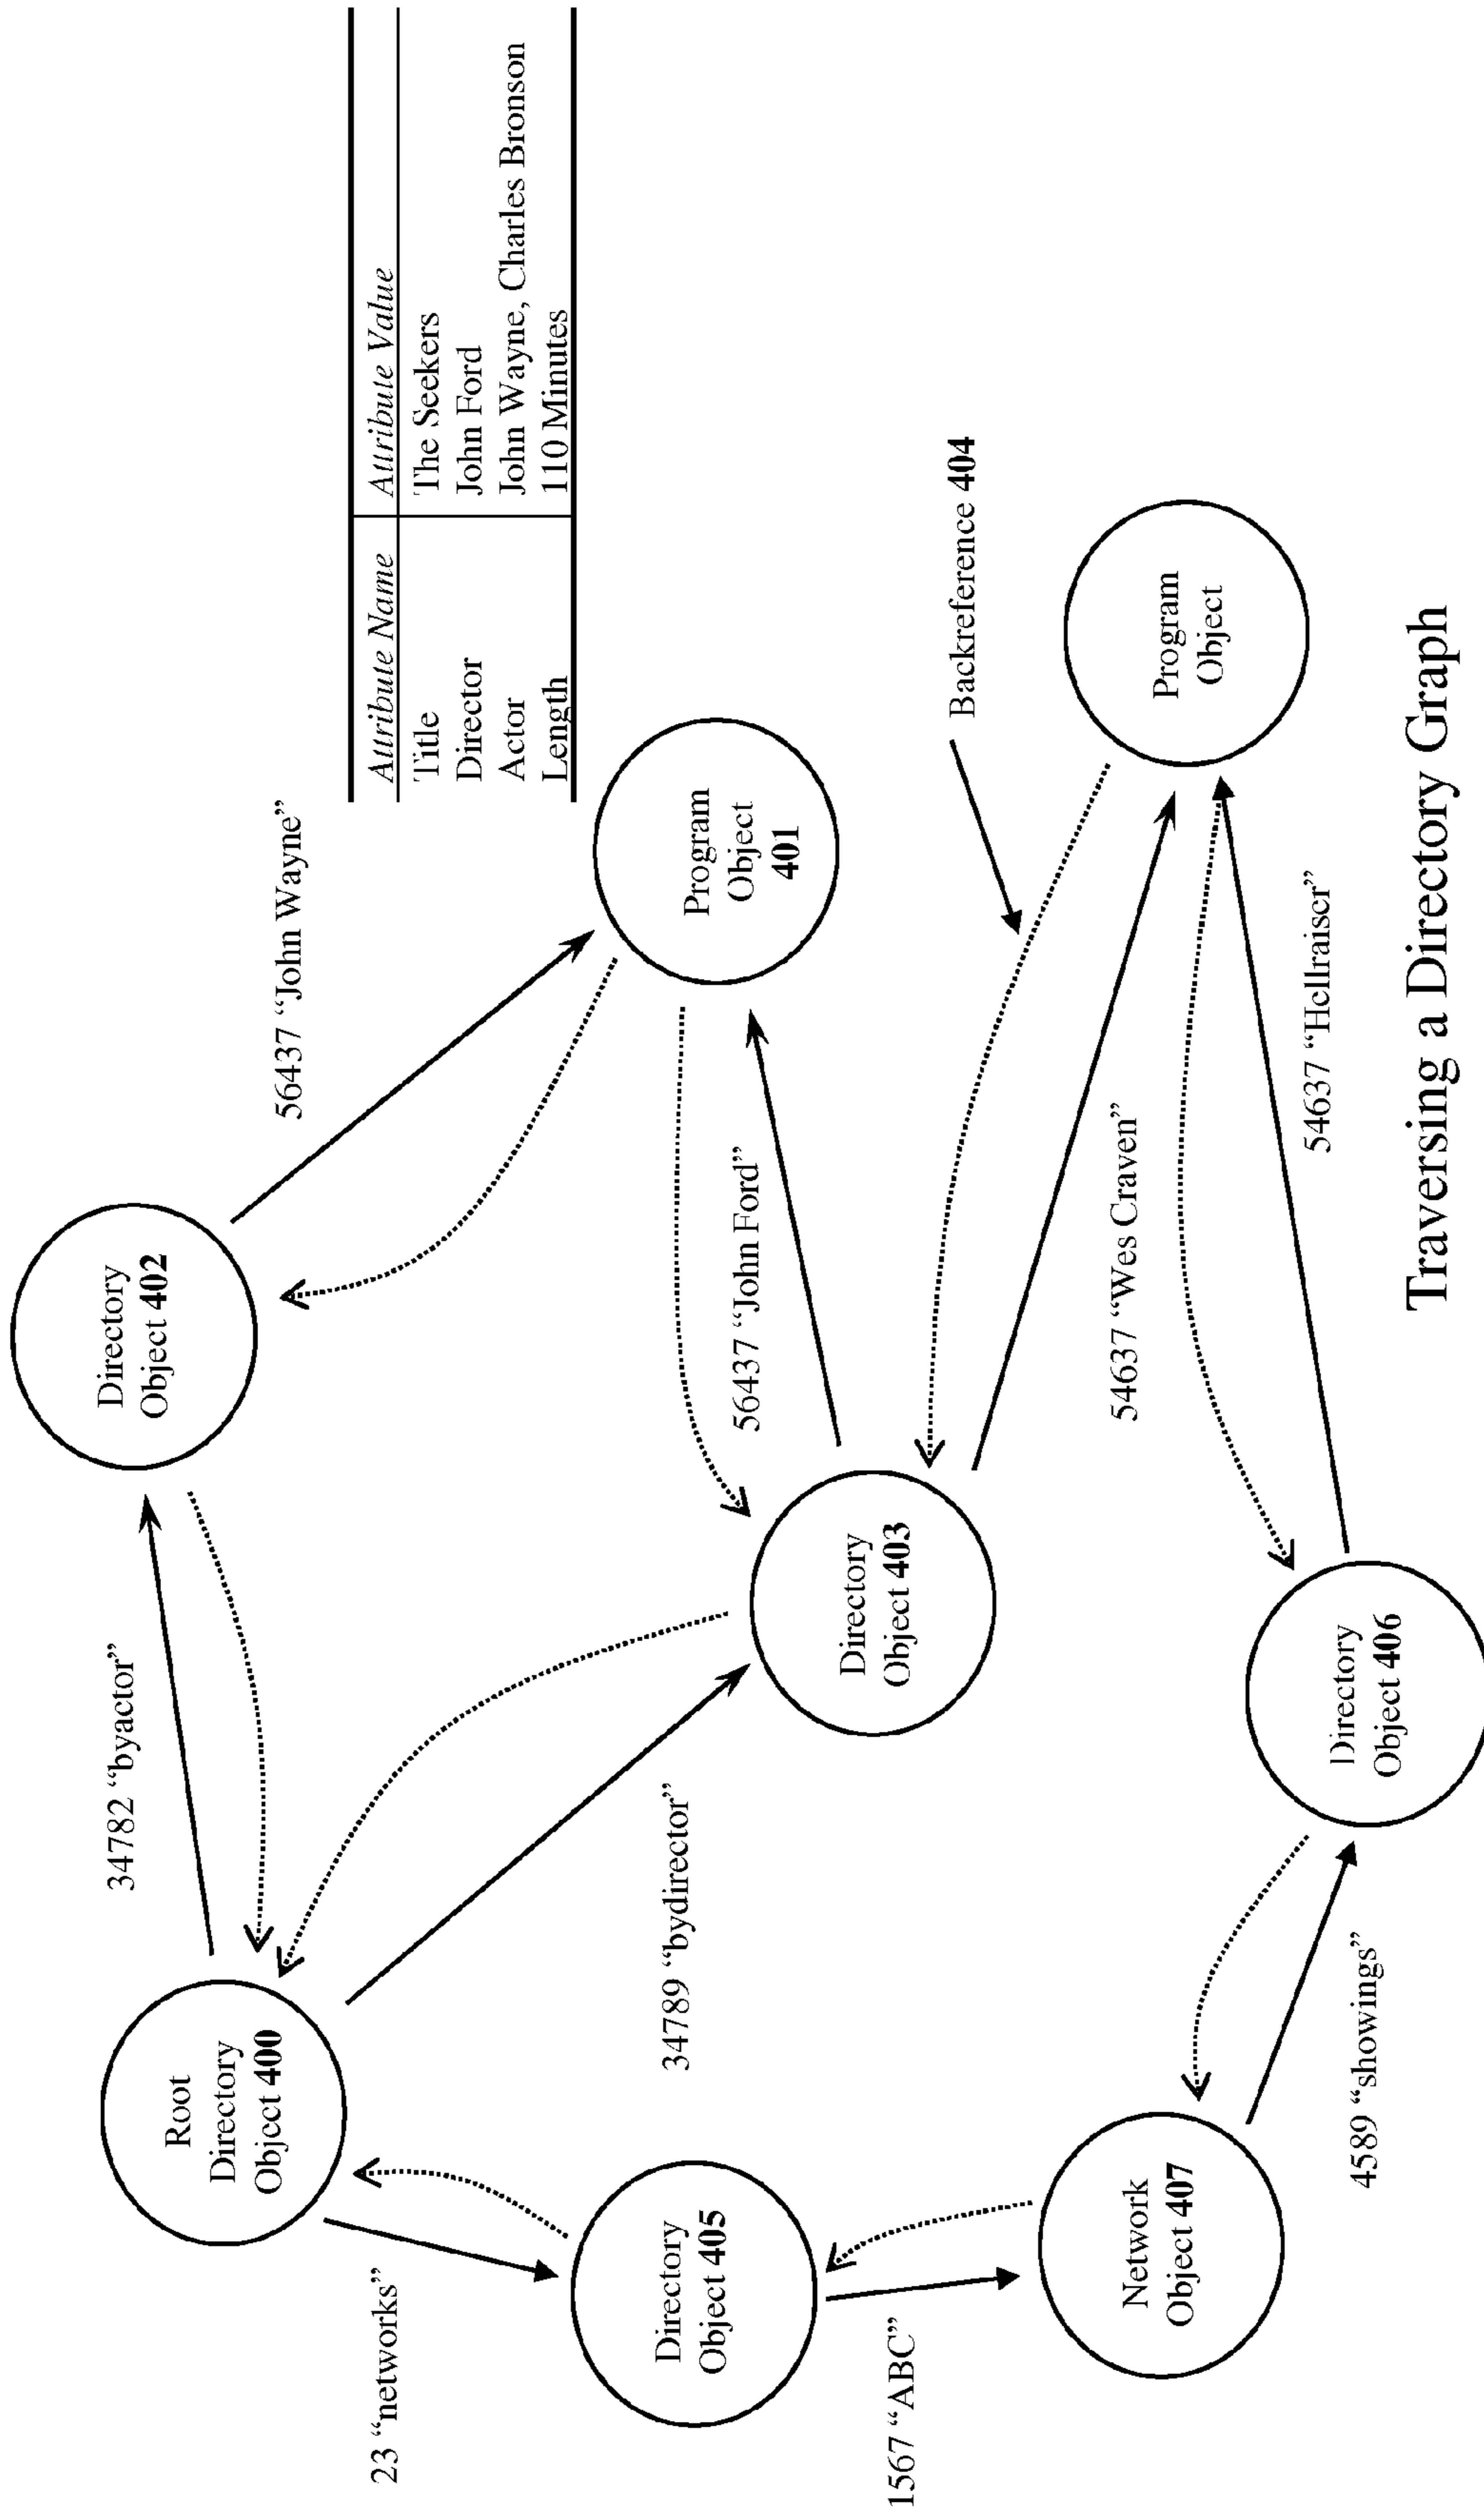 34782 “byactor”
56437 “John Wayne”
Root
Directory
Object 400
Directory
Object 402
Attribute Name Attribute Value
Title The Seekers
Director John Ford
Actor John Wayne, Charles Bronson
Length 110 Minutes
23 “networks”
34789 “bydirector”
56437 “John Ford”
Program
Object
401
Directory
Object 405
Directory
Object 403
Backreference 404
1567 “ABC”
54637 “Wes Craven”
Program
Object
Network
Object 407
4589 “showings”
Directory
Object 406
54637 “Hellraiser”
Traversing a Directory Graph